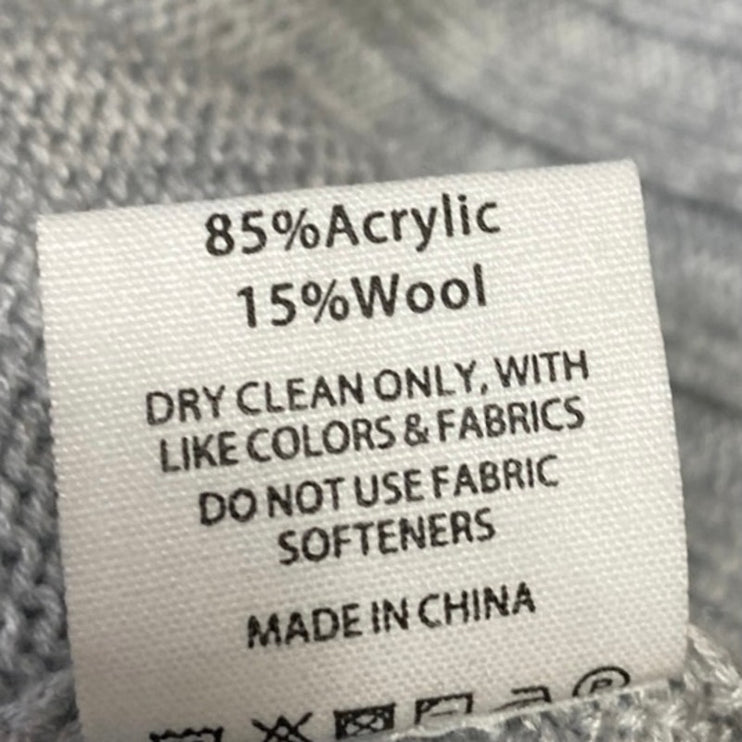 85%Acrylic
15%Wool
DRY CLEAN ONLY, WITH
LIKE COLORS & FABRICS
DO NOT USE FABRIC
SOFTENERS
MADE IN CHINA
P